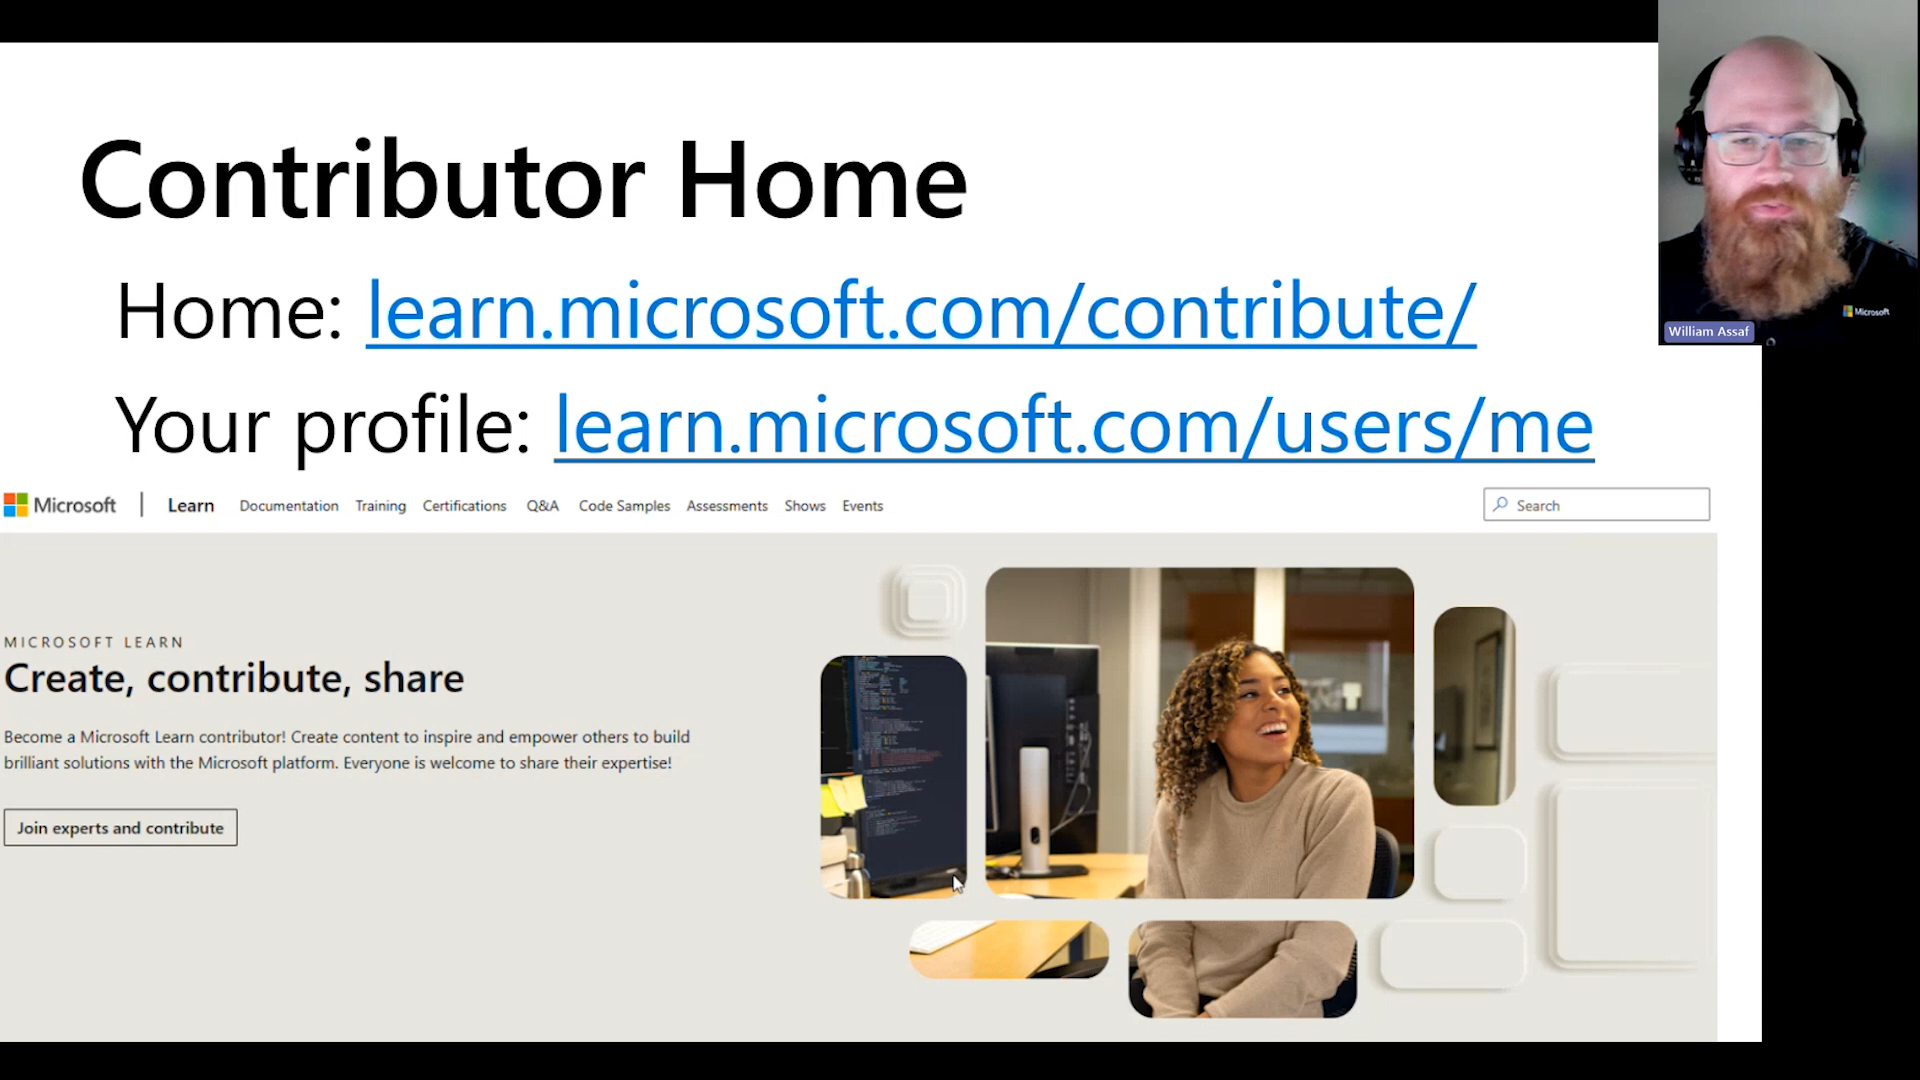 Contributor Home
Home: learn.microsoft.com/contribute/
Your profile: learn.microsoft.com/users/me
Microsoft | Learn Documentation Training Certifications Q&A Code Samples Assessments Shows Events Search
MICROSOFT LEARN
Create, contribute, share
Become a Microsoft Learn contributor! Create content to inspire and empower others to build
brilliant solutions with the Microsoft platform. Everyone is welcome to share their expertise!
Join experts and contribute
Microsoft
William Assaf